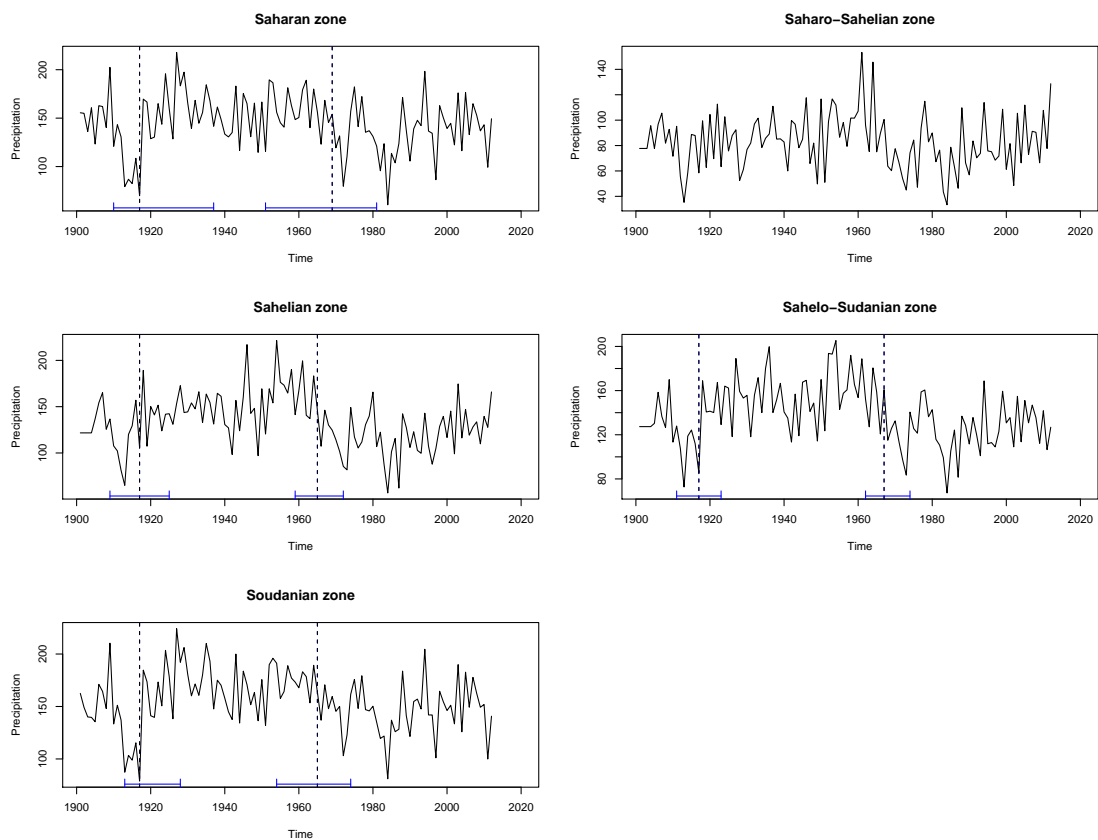 Saharan zone
Precipitation
100 150 200
1900 1920 1940 1960 1980 2000 2020
Time
Saharo−Sahelian zone
Precipitation
40 60 80 100 140
1900 1920 1940 1960 1980 2000 2020
Time
Sahelian zone
Precipitation
100 150 200
1900 1920 1940 1960 1980 2000 2020
Time
Sahelo−Sudanian zone
Precipitation
80 120 160 200
1900 1920 1940 1960 1980 2000 2020
Time
Soudanian zone
Precipitation
100 150 200
1900 1920 1940 1960 1980 2000 2020
Time